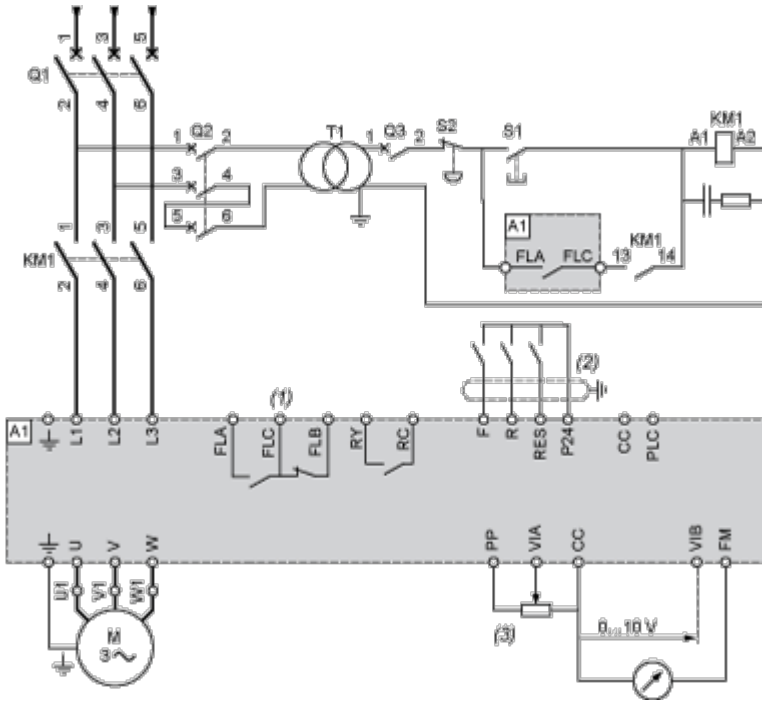 1 3 5
Q1
2 4 6
1 Q2 2
3 4
5 6
T1
1 Q3 2
S2
S1
KM1
A1 A2
A1
FLA FLC
KM1
13 14
1 3 5
KM1
2 4 6
(1)
(2)
A1
L1 L2 L3
FLA FLC FLB RY RC
F R RES P24 CC PLC
U V W
PP VIA CC VIB FM
U1 V1 W1
M
3
(3)
0...10 V